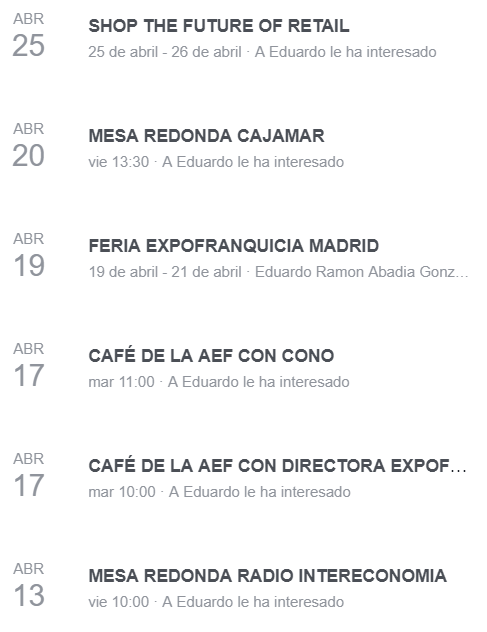 ABR
25
SHOP THE FUTURE OF RETAIL
25 de abril - 26 de abril · A Eduardo le ha interesado
ABR
20
MESA REDONDA CAJAMAR
vie 13:30 · A Eduardo le ha interesado
ABR
19
FERIA EXPOFRANQUICIA MADRID
19 de abril - 21 de abril · Eduardo Ramon Abadia Gonz...
ABR
17
CAFÉ DE LA AEF CON CONO
mar 11:00 · A Eduardo le ha interesado
ABR
17
CAFÉ DE LA AEF CON DIRECTORA EXPOF...
mar 10:00 · A Eduardo le ha interesado
ABR
13
MESA REDONDA RADIO INTERECONOMIA
vie 10:00 · A Eduardo le ha interesado